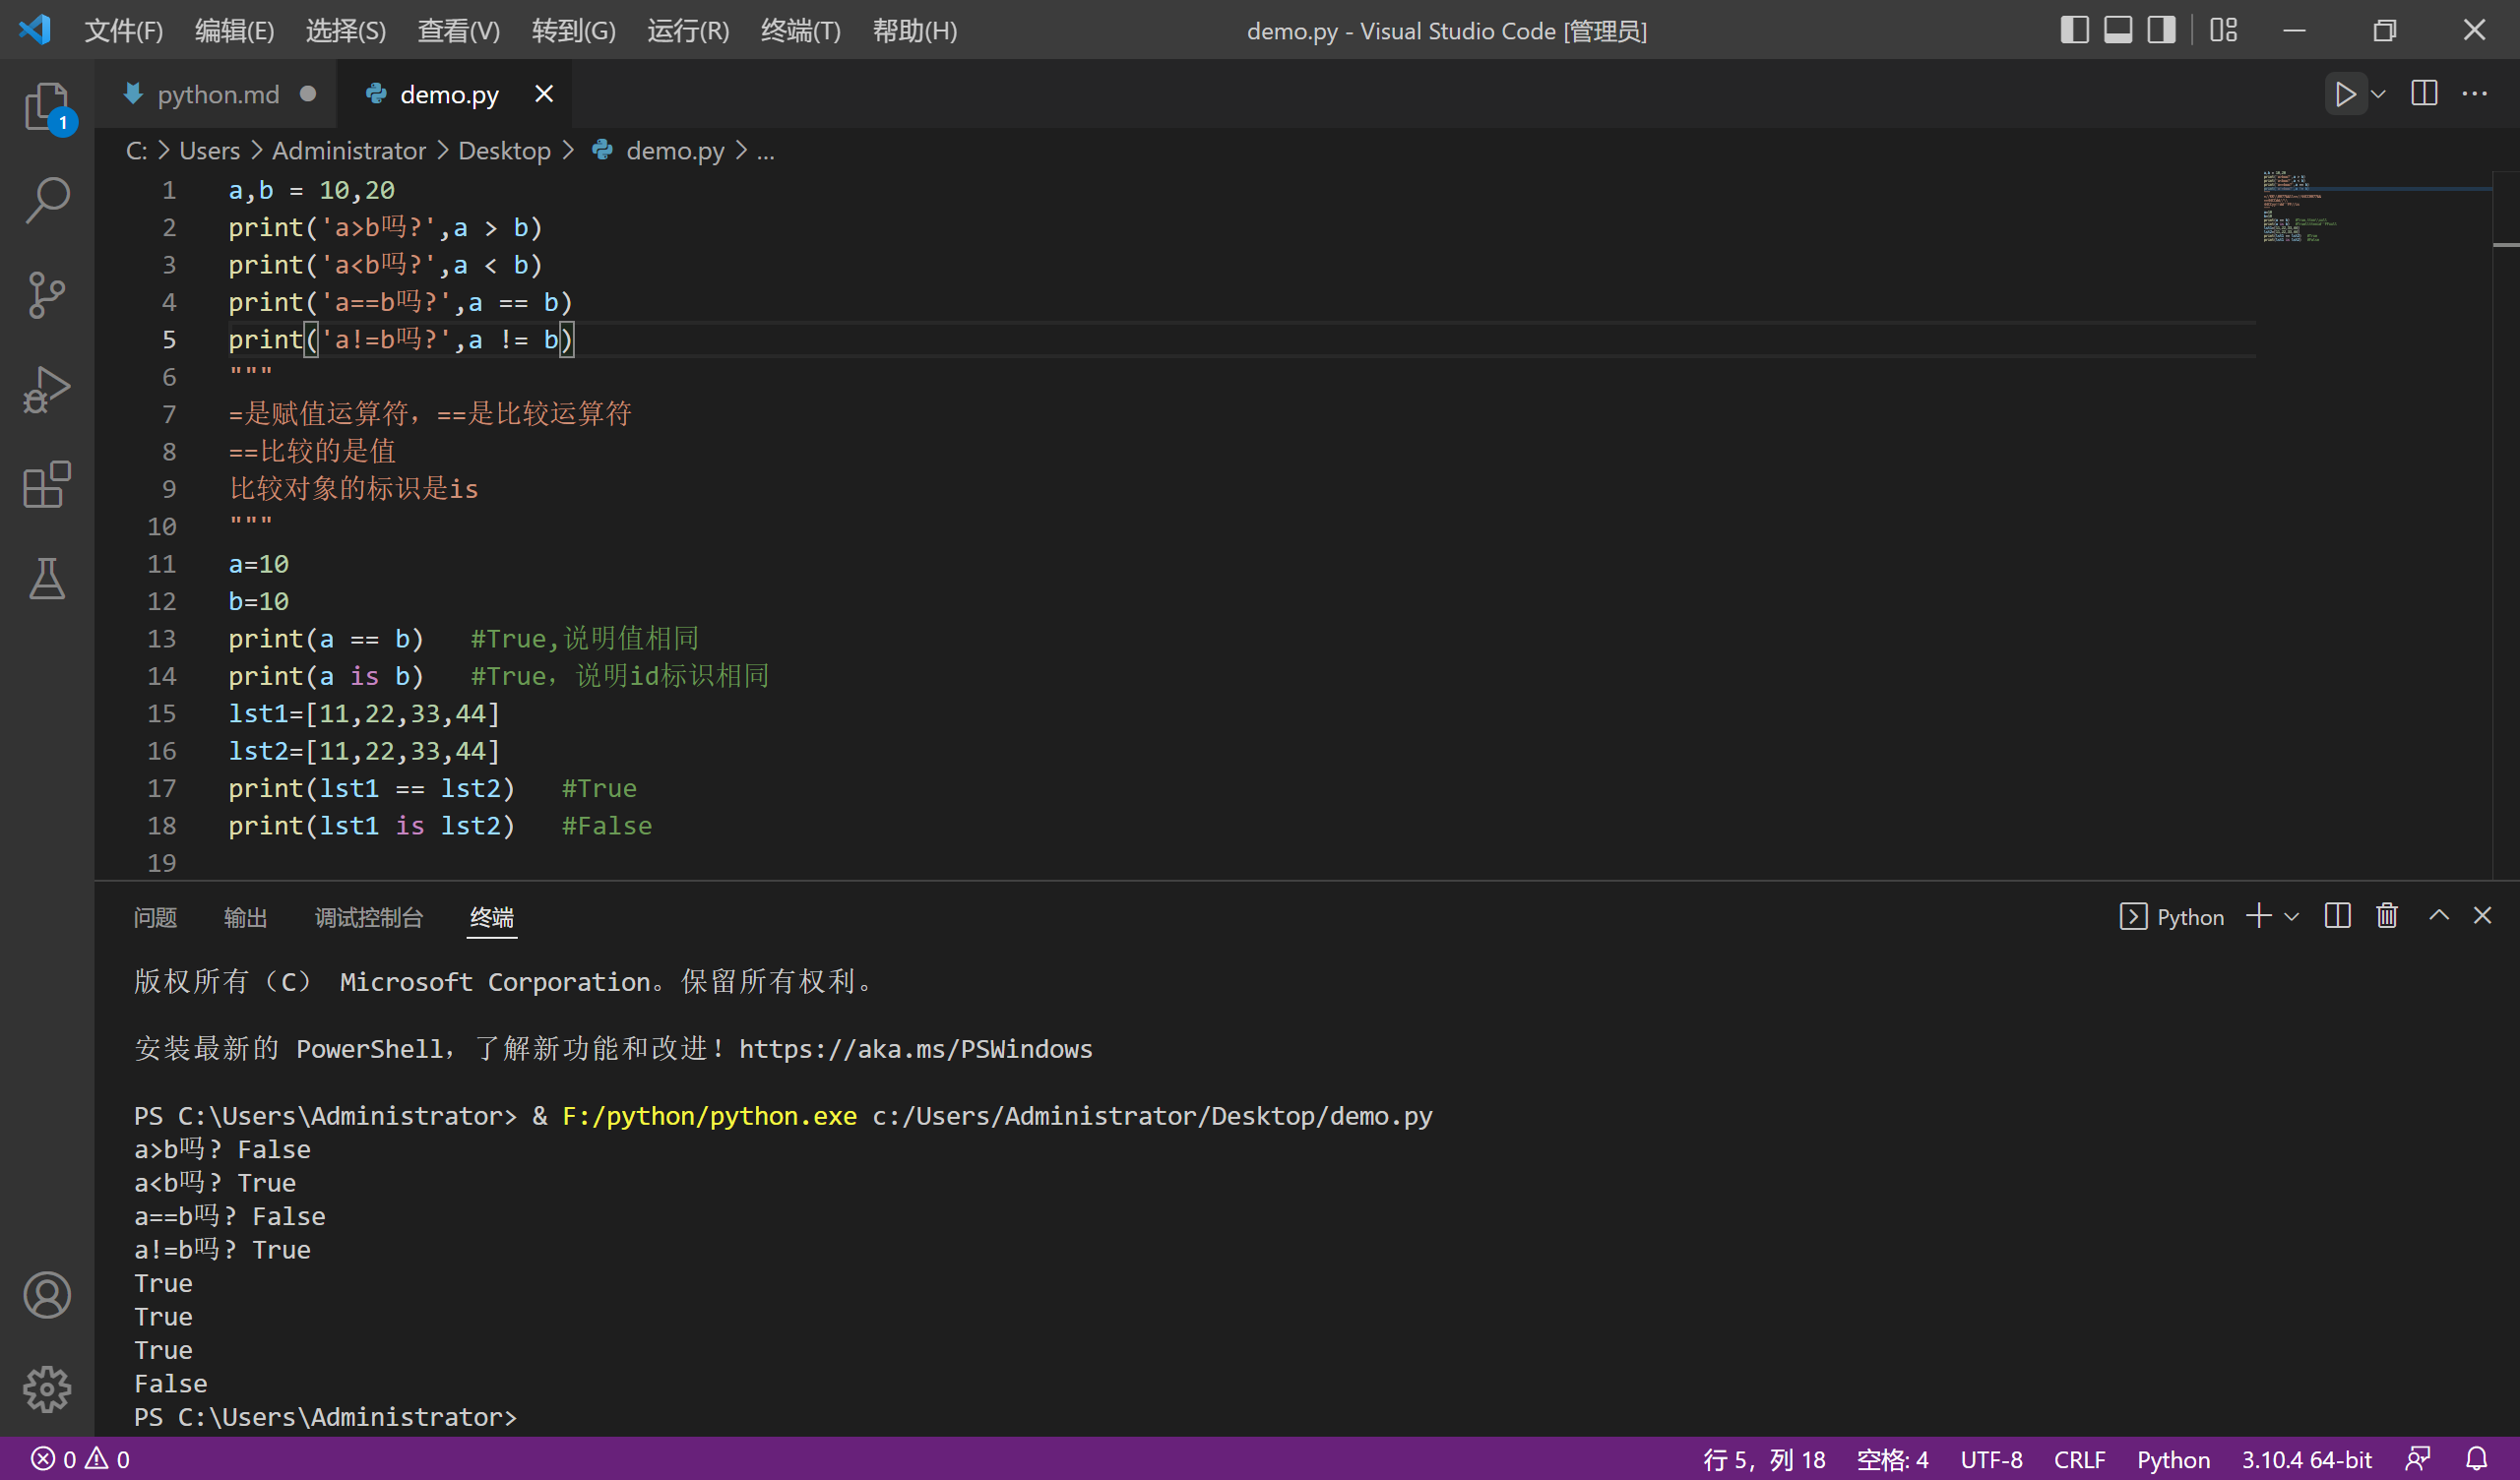 文件(F) 编辑(E) 选择(S) 查看(V) 转到(G) 运行(R) 终端(T) 帮助(H) demo.py - Visual Studio Code [管理员]
python.md demo.py
1
C: > Users > Administrator > Desktop > demo.py > ...
1 a,b = 10,20
2 print('a>b吗?',a > b)
3 print('a<b吗?',a < b)
4 print('a==b吗?',a == b)
5 print('a!=b吗?',a != b)
6 """
7 =是赋值运算符，==是比较运算符
8 ==比较的是值
9 比较对象的标识是is
10 """
11 a=10
12 b=10
13 print(a == b)   #True,说明值相同
14 print(a is b)   #True，说明id标识相同
15 lst1=[11,22,33,44]
16 lst2=[11,22,33,44]
17 print(lst1 == lst2)   #True
18 print(lst1 is lst2)   #False
19
问题 输出 调试控制台 终端 Python
版权所有（C） Microsoft Corporation。保留所有权利。
安装最新的 PowerShell，了解新功能和改进！https://aka.ms/PSWindows
PS C:\Users\Administrator> & F:/python/python.exe c:/Users/Administrator/Desktop/demo.py
a>b吗? False
a<b吗? True
a==b吗? False
a!=b吗? True
True
True
True
False
PS C:\Users\Administrator>
0 0 行 5，列 18 空格: 4 UTF-8 CRLF Python 3.10.4 64-bit